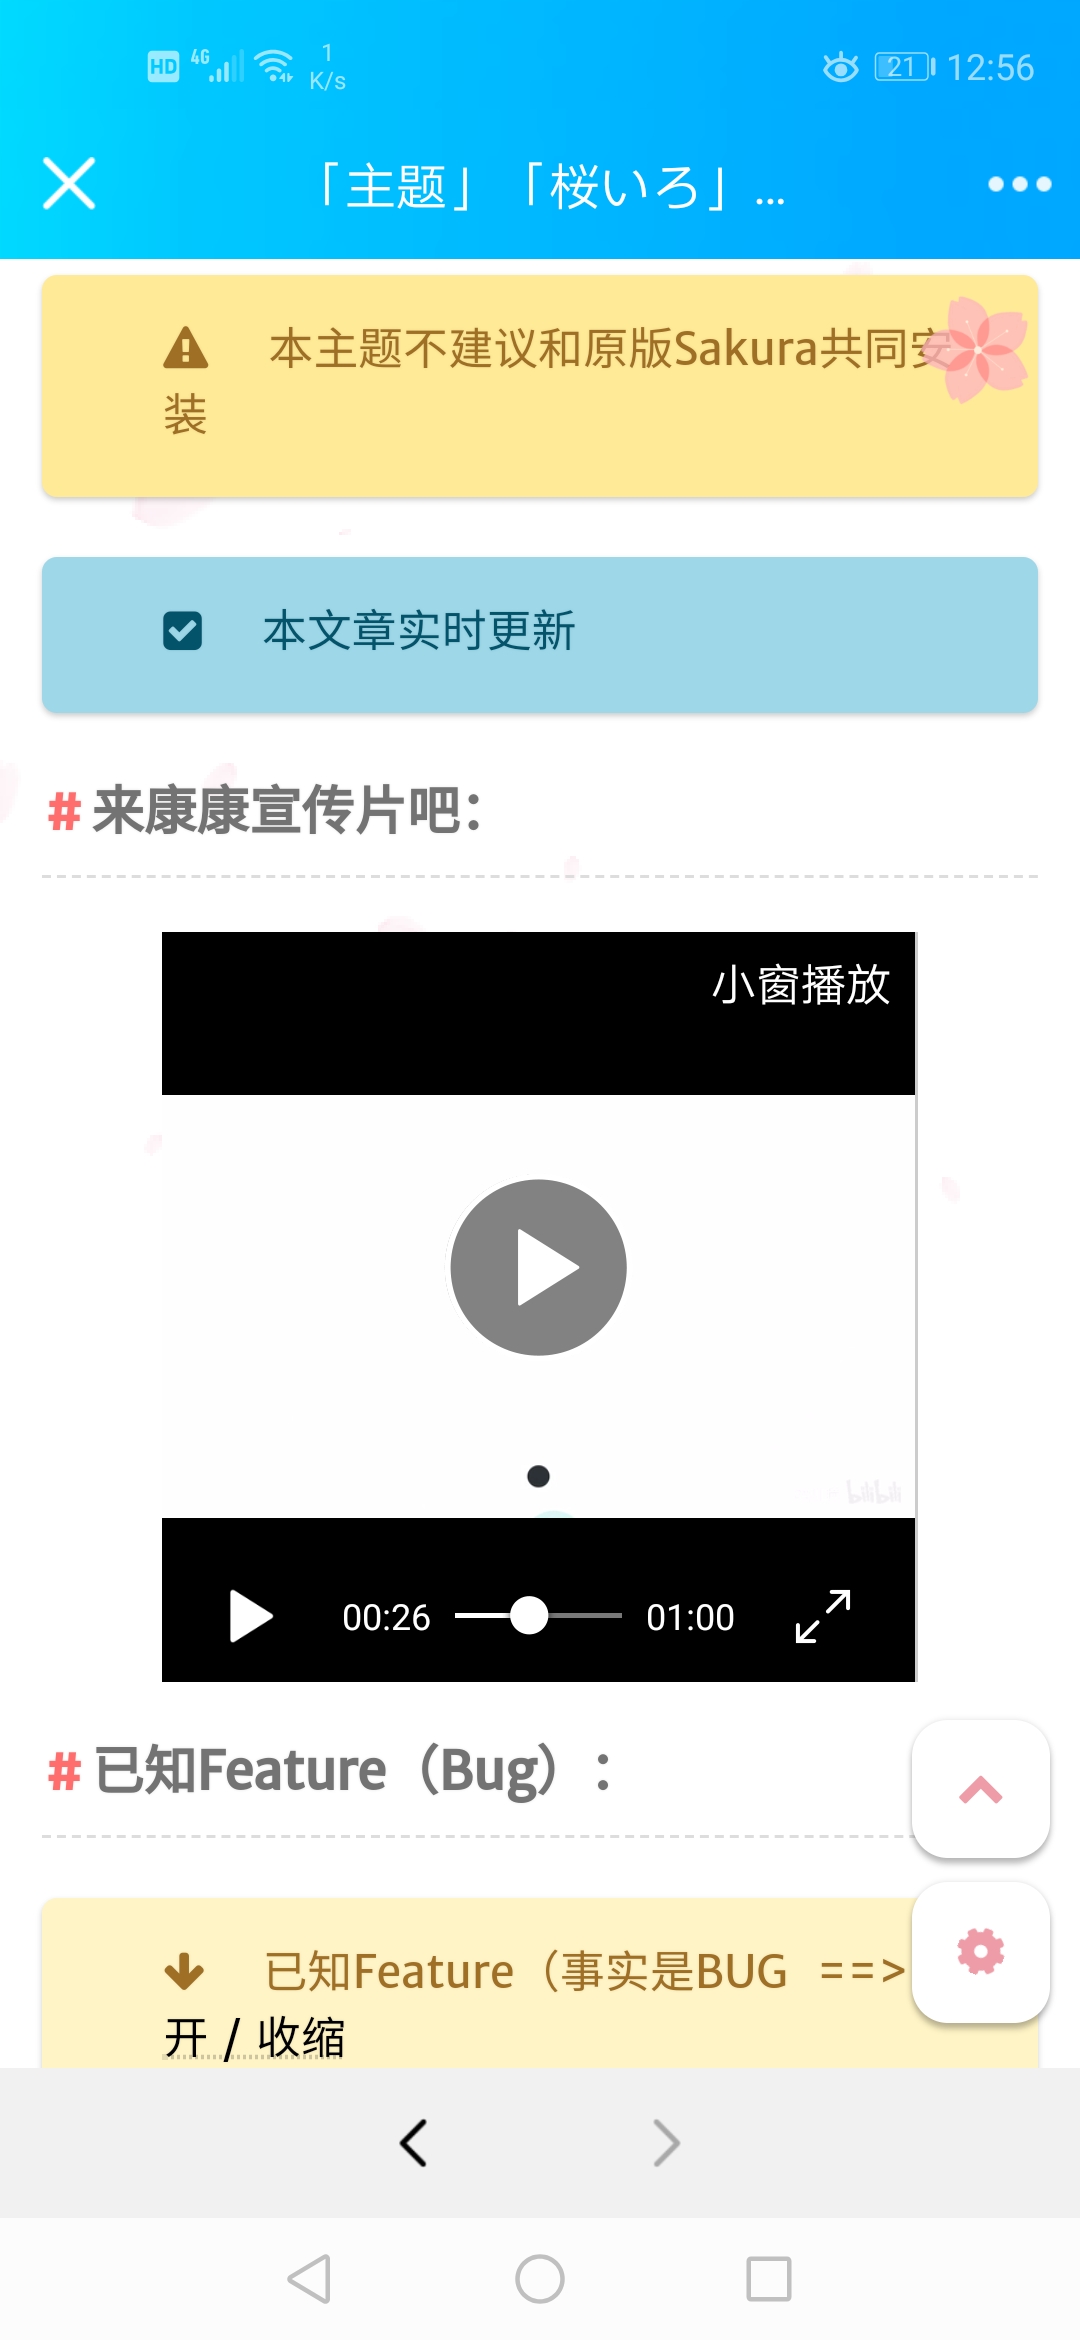 HD 4G 1 K/s 21 12:56
「主题」「桜いろ」...
本主题不建议和原版Sakura共同安
装
本文章实时更新
# 来康康宣传片吧：
小窗播放
bilibili
00:26 01:00
# 已知Feature（Bug）：
已知Feature（事实是BUG ==>
开 / 收缩